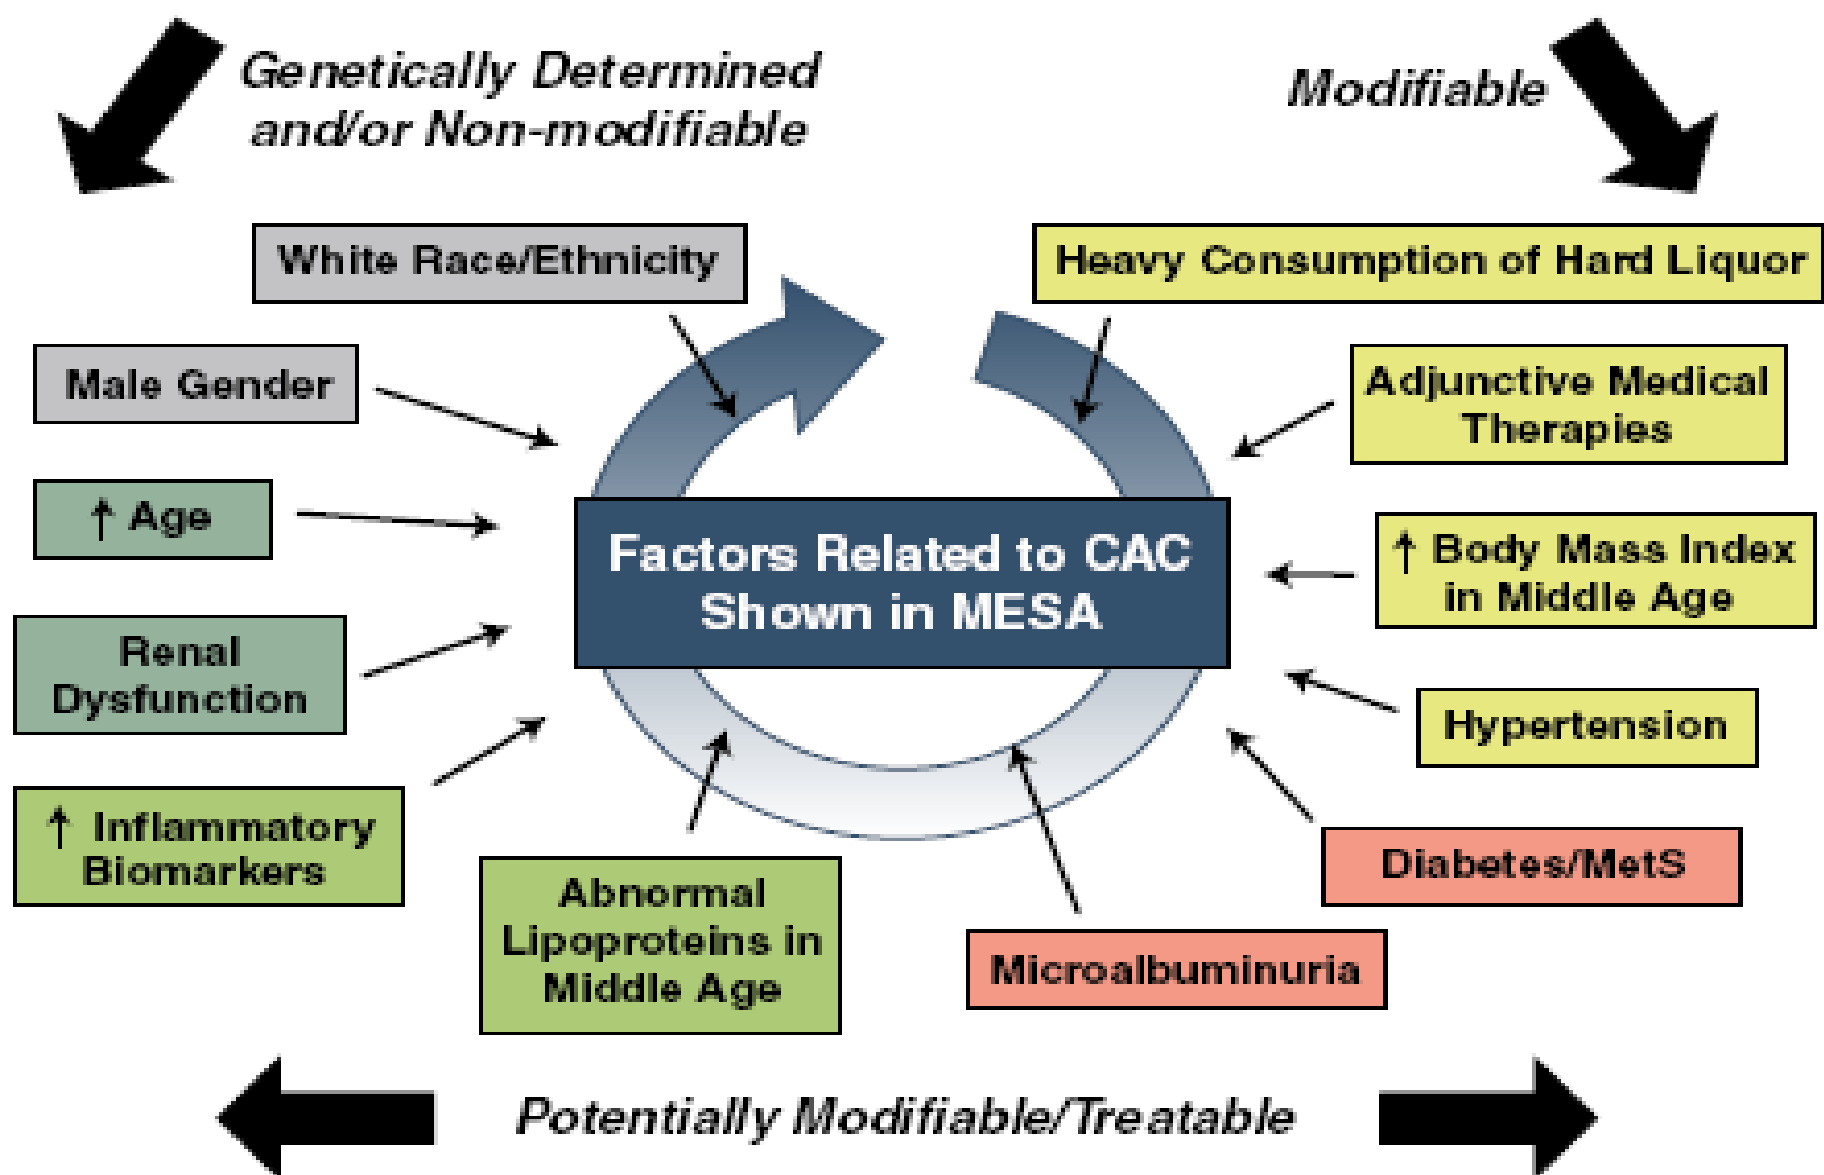 Genetically Determined
and/or Non-modifiable
Modifiable
White Race/Ethnicity
Heavy Consumption of Hard Liquor
Male Gender
Adjunctive Medical
Therapies
↑ Age
Factors Related to CAC
Shown in MESA
↑ Body Mass Index
in Middle Age
Renal
Dysfunction
Hypertension
↑ Inflammatory
Biomarkers
Abnormal
Lipoproteins in
Middle Age
Diabetes/MetS
Microalbuminuria
Potentially Modifiable/Treatable